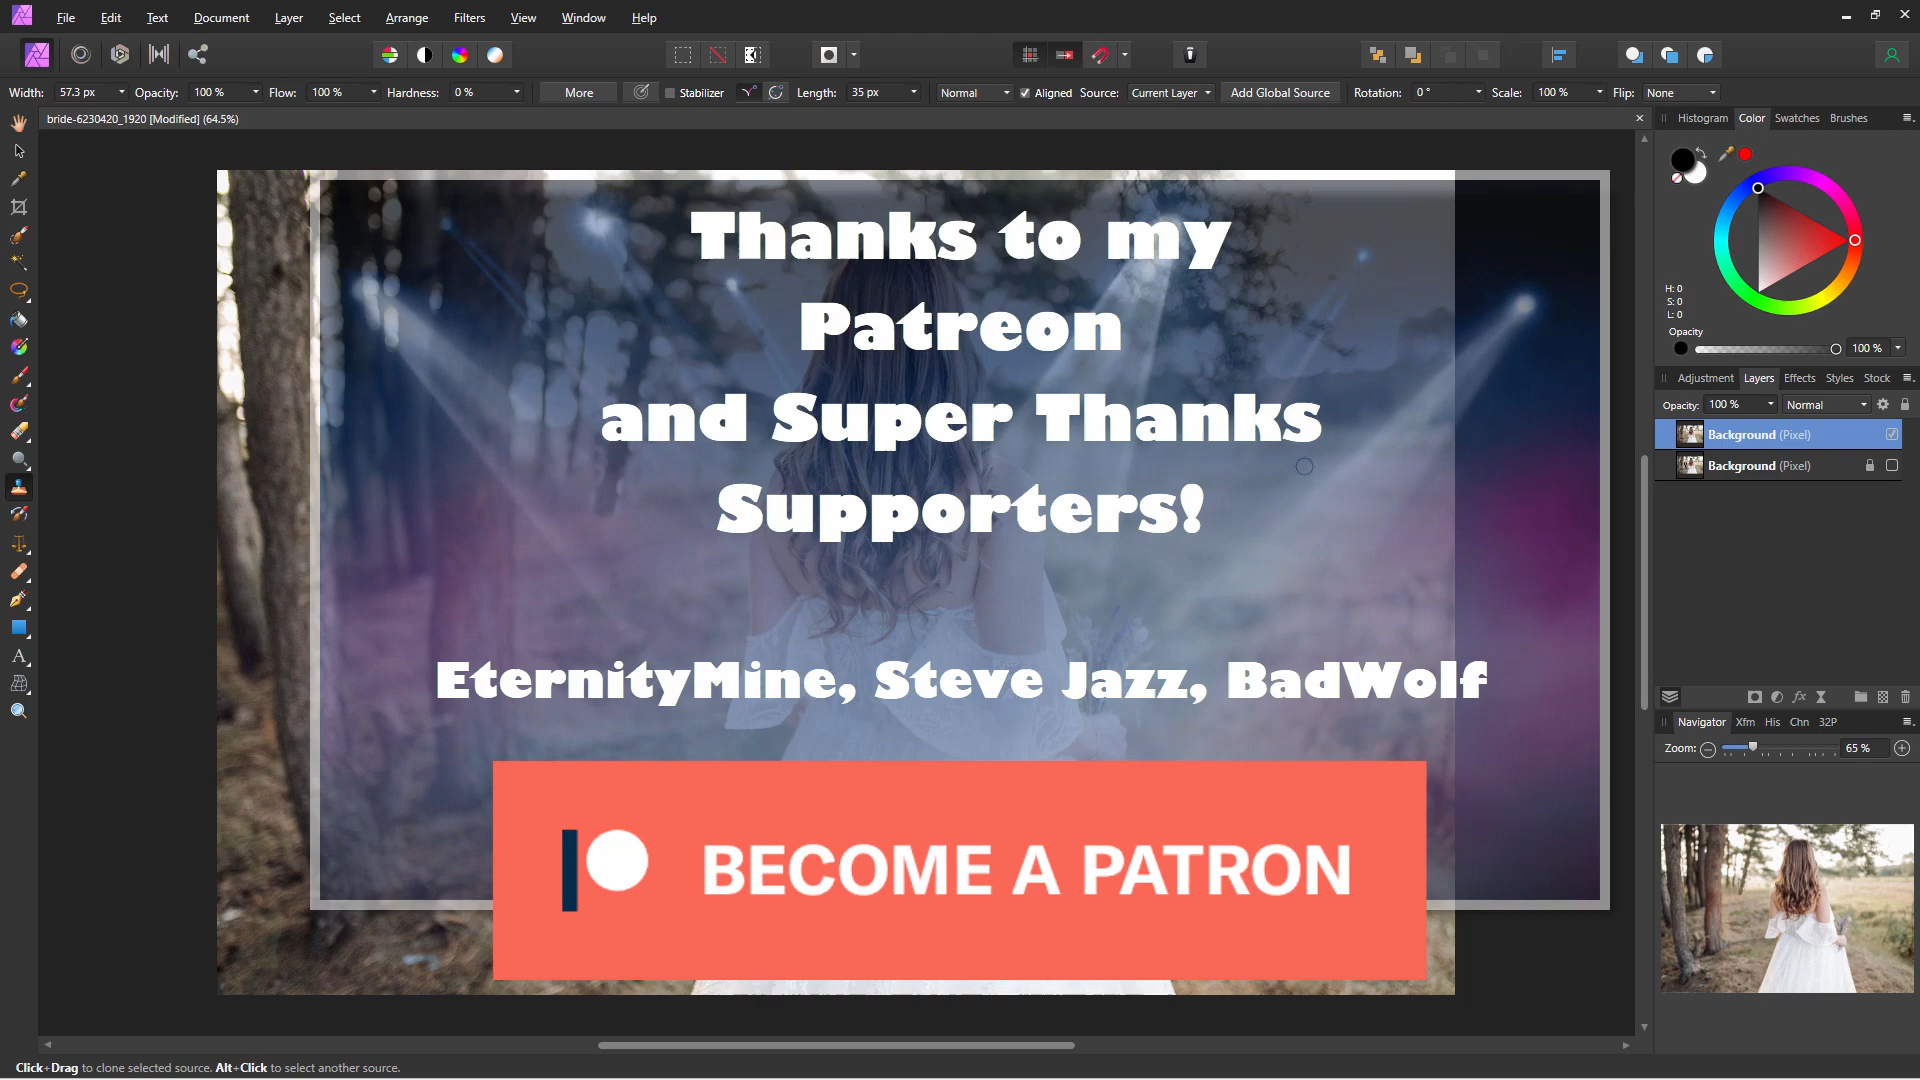 File Edit Text Document Layer Select Arrange Filters View Window Help
Width: 57.3 px Opacity: 100 % Flow: 100 % Hardness: 0 % More Stabilizer Length: 35 px Normal Aligned Source: Current Layer Add Global Source Rotation: 0 ° Scale: 100 % Flip: None
bride-6230420_1920 [Modified] (64.5%)
Histogram Color Swatches Brushes
H: 0
S: 0
L: 0
Opacity
100 %
Adjustment Layers Effects Styles Stock
Opacity: 100 % Normal
Background (Pixel)
Background (Pixel)
fx
Navigator Xfm His Chn 32P
Zoom: 65 %
Thanks to my
Patreon
and Super Thanks
Supporters!
EternityMine, Steve Jazz, BadWolf
BECOME A PATRON
Click+Drag to clone selected source. Alt+Click to select another source.